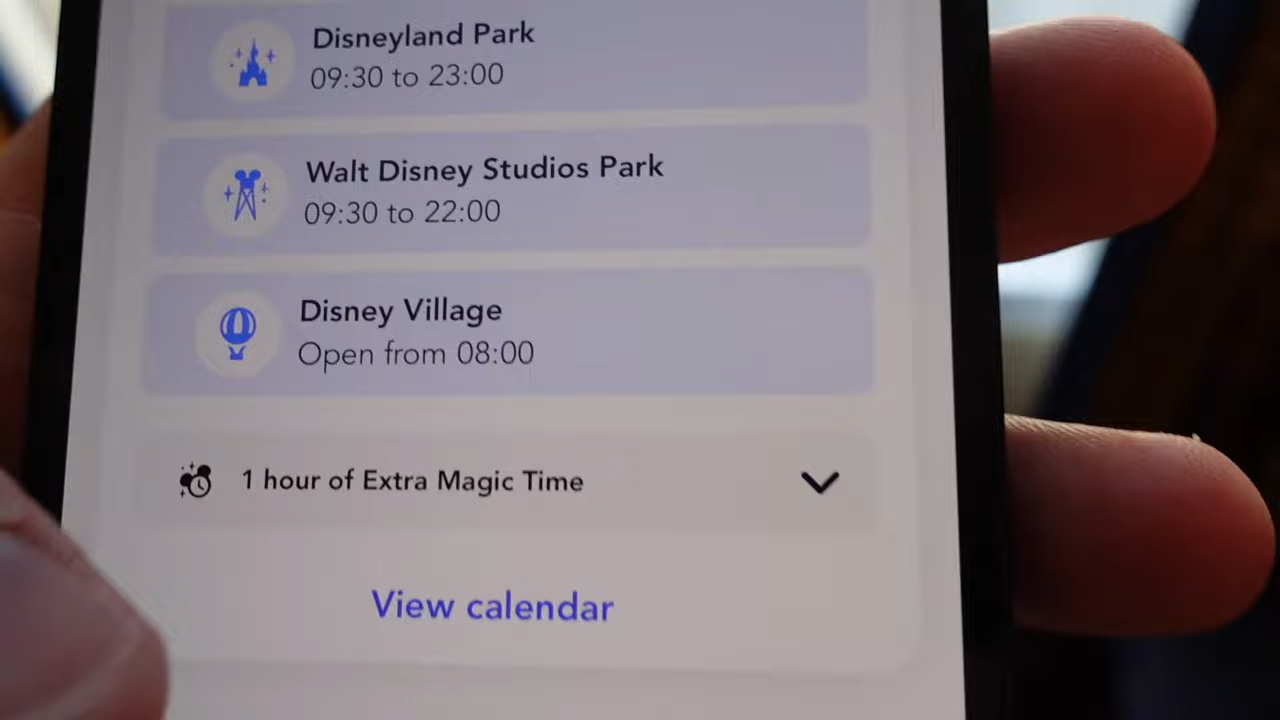 Disneyland Park
09:30 to 23:00
Walt Disney Studios Park
09:30 to 22:00
Disney Village
Open from 08:00
1 hour of Extra Magic Time
View calendar